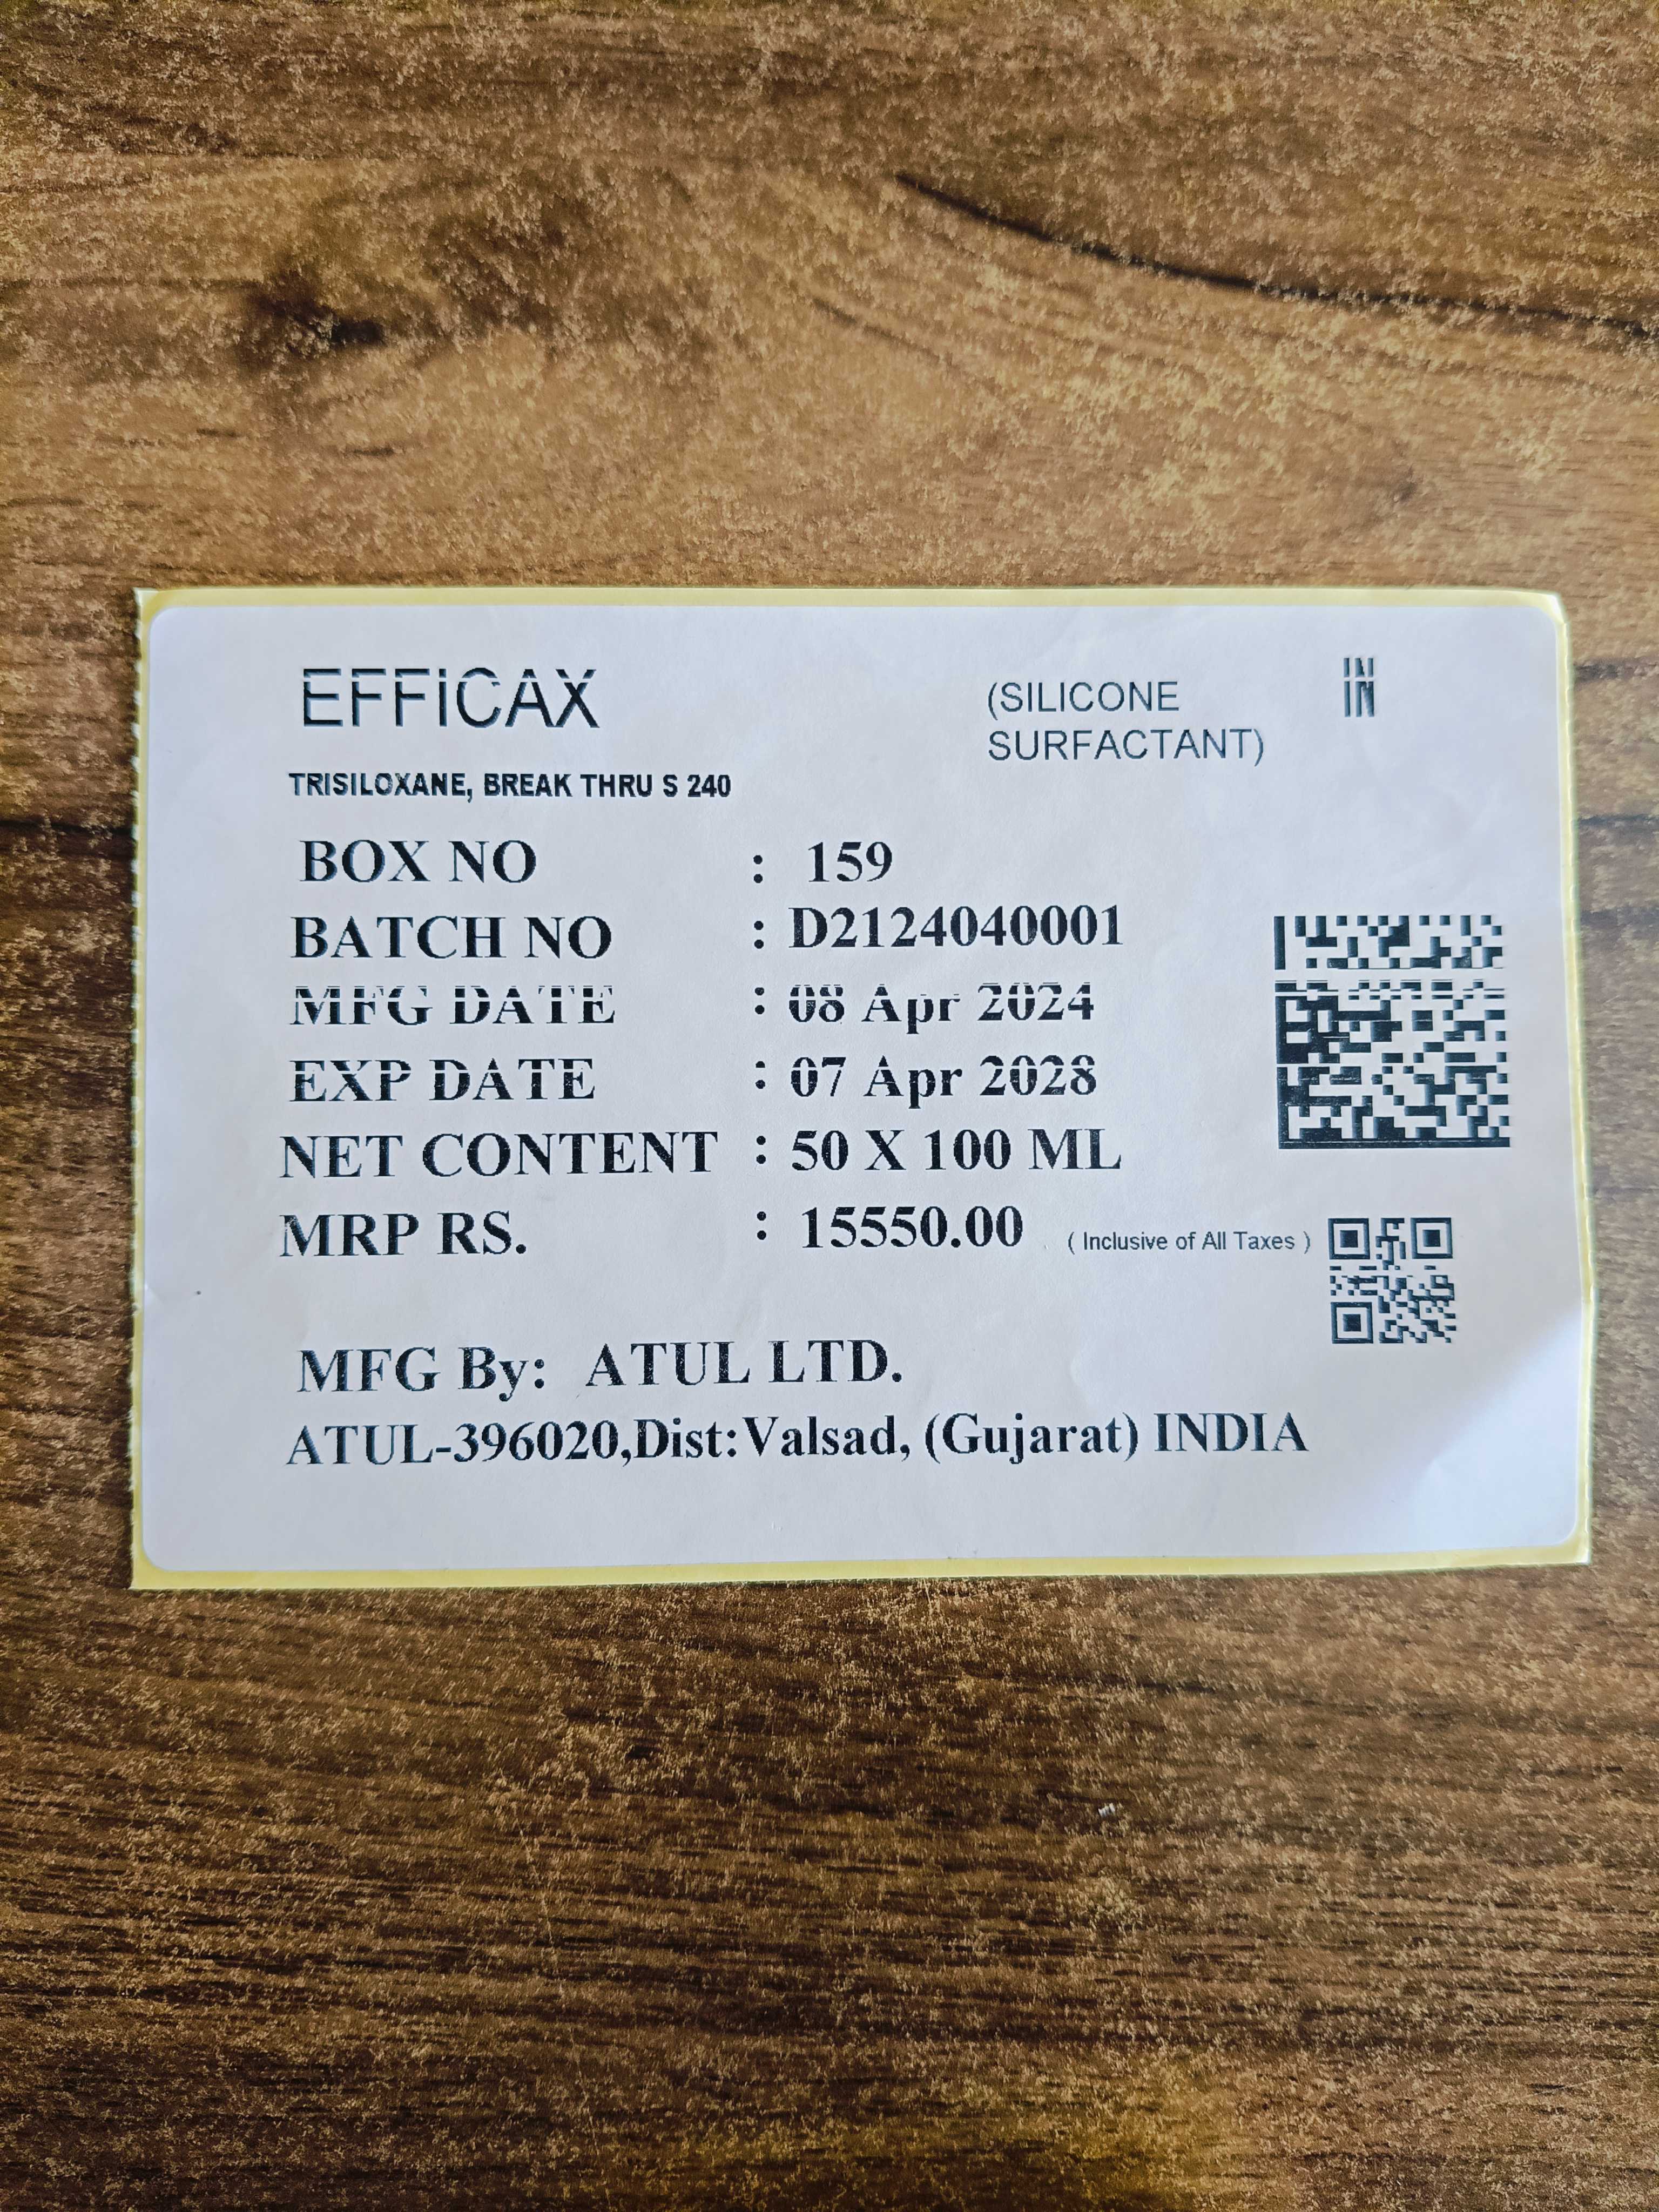 EFFICAX
(SILICONE
SURFACTANT)
IN
TRISILOXANE, BREAK THRU S 240
BOX NO : 159
BATCH NO : D2124040001
MFG DATE : 08 Apr 2024
EXP DATE : 07 Apr 2028
NET CONTENT : 50 X 100 ML
MRP RS. : 15550.00 ( Inclusive of All Taxes )
MFG By: ATUL LTD.
ATUL-396020,Dist:Valsad, (Gujarat) INDIA